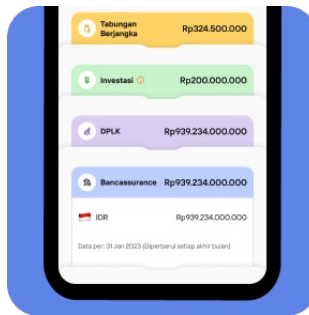 Tabungan
Berjangka Rp324.500.000
Investasi Rp200.000.000
DPLK Rp939.234.000.000
Bancassurance Rp939.234.000.000
IDR Rp939.234.000.000
Data per: 31 Jan 2023 (Diperbarui setiap akhir bulan)